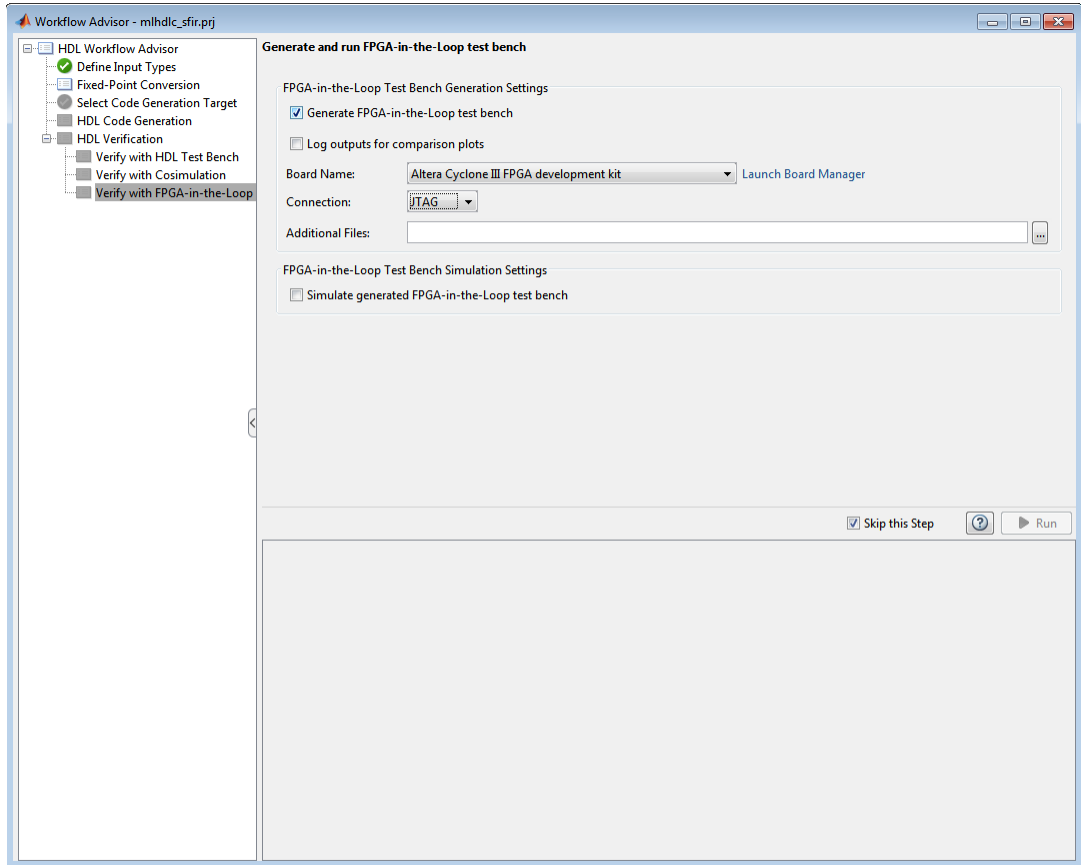 Workflow Advisor - mlhdlc_sfir.prj
HDL Workflow Advisor
Define Input Types
Fixed-Point Conversion
Select Code Generation Target
HDL Code Generation
HDL Verification
Verify with HDL Test Bench
Verify with Cosimulation
Verify with FPGA-in-the-Loop
Generate and run FPGA-in-the-Loop test bench
FPGA-in-the-Loop Test Bench Generation Settings
Generate FPGA-in-the-Loop test bench
Log outputs for comparison plots
Board Name: Altera Cyclone III FPGA development kit Launch Board Manager
Connection: JTAG
Additional Files: ...
FPGA-in-the-Loop Test Bench Simulation Settings
Simulate generated FPGA-in-the-Loop test bench
Skip this Step ? Run